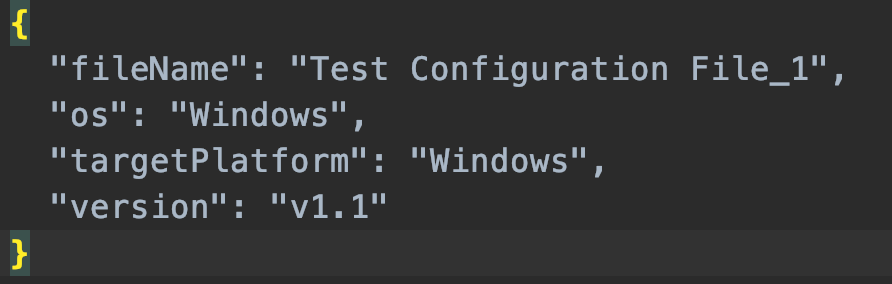 {
"fileName": "Test Configuration File_1",
"os": "Windows",
"targetPlatform": "Windows",
"version": "v1.1"
}